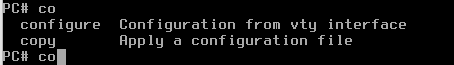 PC# co
  configure  Configuration from vty interface
  copy       Apply a configuration file
PC# co